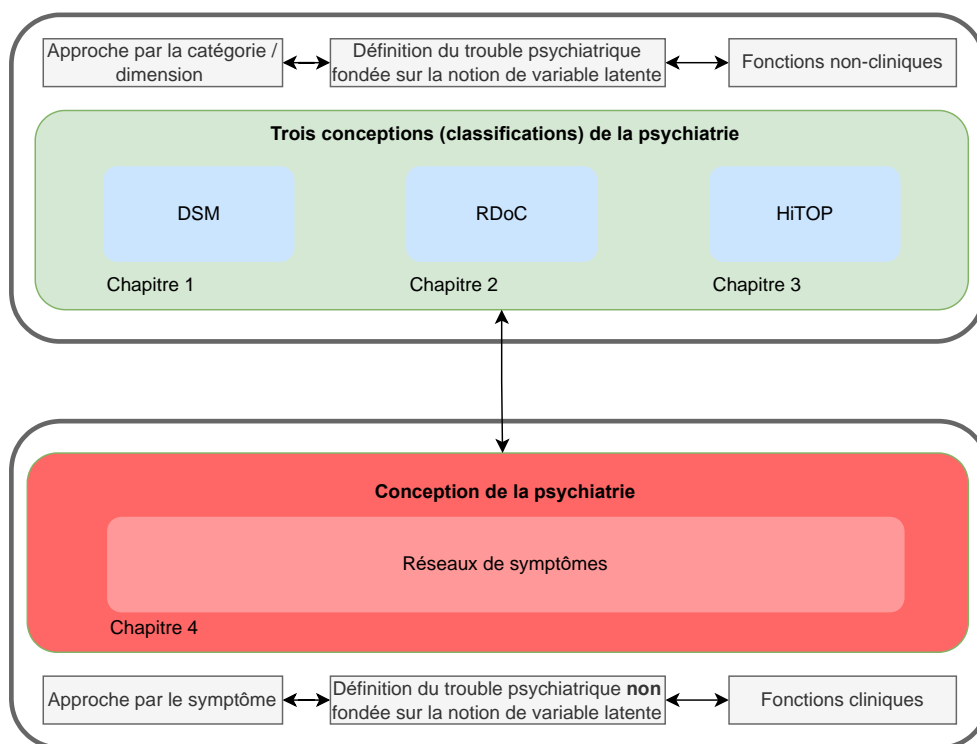 Approche par la catégorie /
dimension
Définition du trouble psychiatrique
fondée sur la notion de variable latente
Fonctions non-cliniques
Trois conceptions (classifications) de la psychiatrie
DSM
RDoC
HiTOP
Chapitre 1
Chapitre 2
Chapitre 3
Conception de la psychiatrie
Réseaux de symptômes
Chapitre 4
Approche par le symptôme
Définition du trouble psychiatrique non
fondée sur la notion de variable latente
Fonctions cliniques